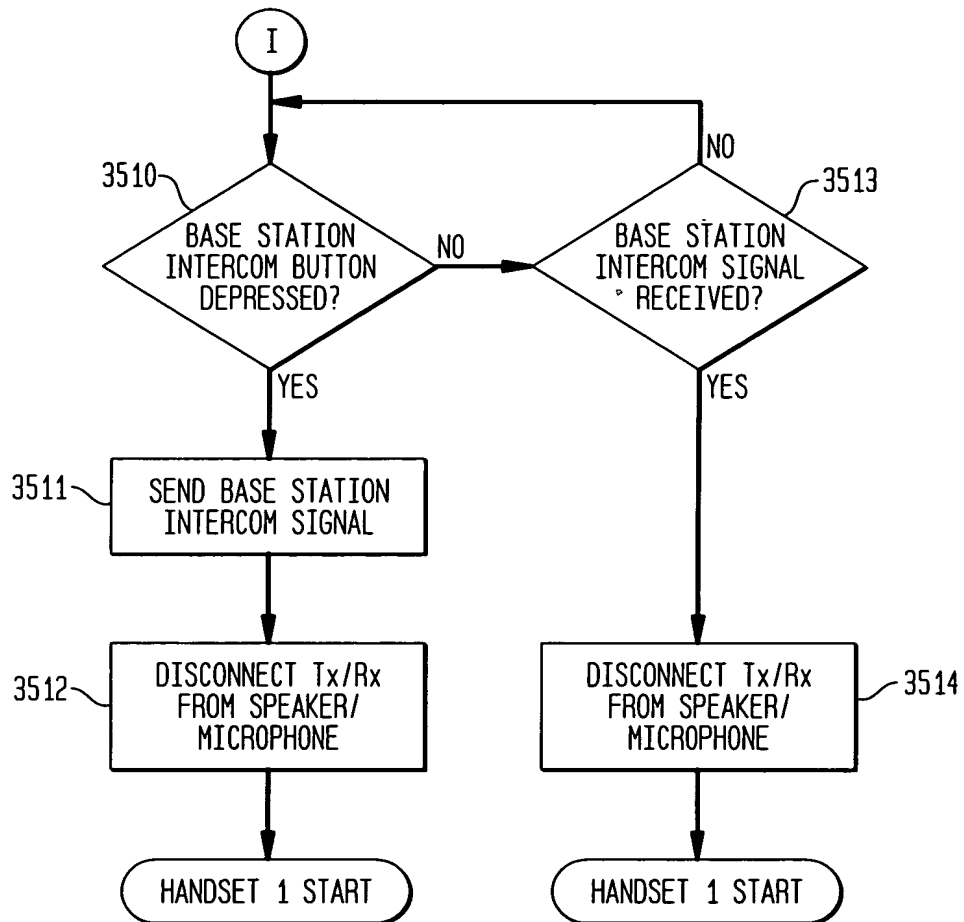 I
3510
BASE STATION
INTERCOM BUTTON
DEPRESSED?
NO
YES
NO
3513
BASE STATION
INTERCOM SIGNAL
RECEIVED?
YES
3511
SEND BASE STATION
INTERCOM SIGNAL
3512
DISCONNECT Tx/Rx
FROM SPEAKER/
MICROPHONE
DISCONNECT Tx/Rx
FROM SPEAKER/
MICROPHONE
3514
HANDSET 1 START
HANDSET 1 START